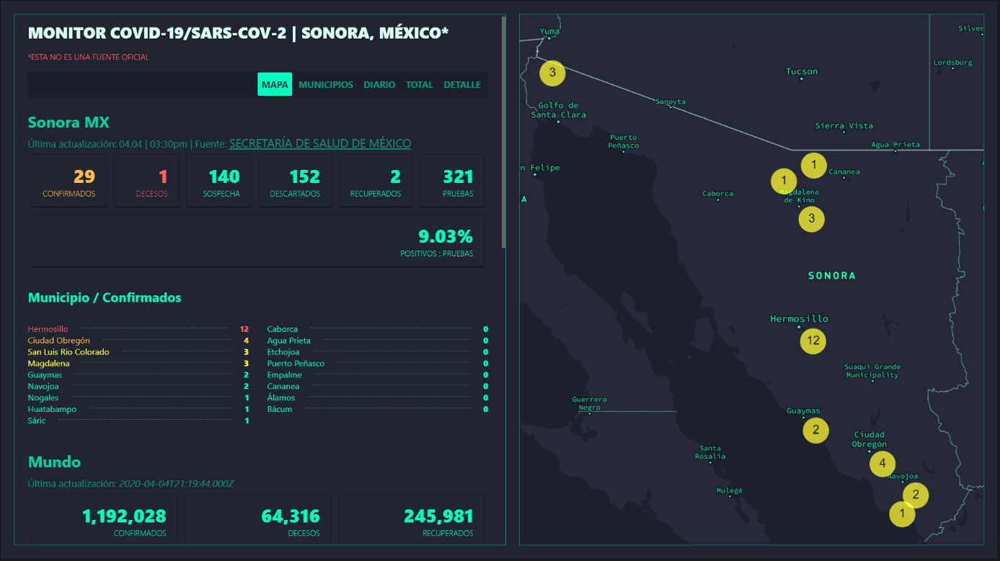 MONITOR COVID-19/SARS-COV-2 | SONORA, MÉXICO*
*ESTA NO ES UNA FUENTE OFICIAL
MAPA MUNICIPIOS DIARIO TOTAL DETALLE
Sonora MX
Última actualización: 04.04 | 03:30pm | Fuente: SECRETARÍA DE SALUD DE MÉXICO
29 1 140 152 2 321
CONFIRMADOS DECESOS SOSPECHA DESCARTADOS RECUPERADOS PRUEBAS
9.03%
POSITIVOS : PRUEBAS
Municipio / Confirmados
Hermosillo 12
Ciudad Obregón 4
San Luis Rio Colorado 3
Magdalena 3
Guaymas 2
Navojoa 2
Nogales 1
Huatabampo 1
Sáric 1
Caborca 0
Agua Prieta 0
Etchojoa 0
Puerto Peñasco 0
Empalme 0
Cananea 0
Álamos 0
Bácum 0
Mundo
Última actualización: 2020-04-04T21:19:44.000Z
1,192,028 64,316 245,981
CONFIRMADOS DECESOS RECUPERADOS
Yuma
Silver
Lordsburg
3
Tucson
Sonoyta
Golfo de
Santa Clara
Sierra Vista
Puerto
Peñasco
Agua Prieta
n Felipe
1
Cananea
1
Magdalena
de Kino
Caborca
A
3
SONORA
Hermosillo
12
Suaqui Grande
Municipality
Guerrero
Negro
Guaymas
2
Ciudad
Obregón
Santa
Rosalía
4
Navojoa
Mulegé
2
1